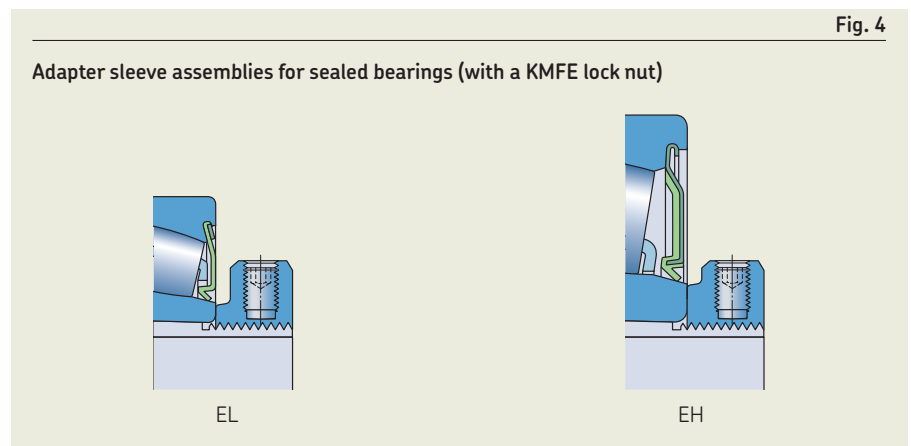 Fig. 4
Adapter sleeve assemblies for sealed bearings (with a KMFE lock nut)
EL
EH